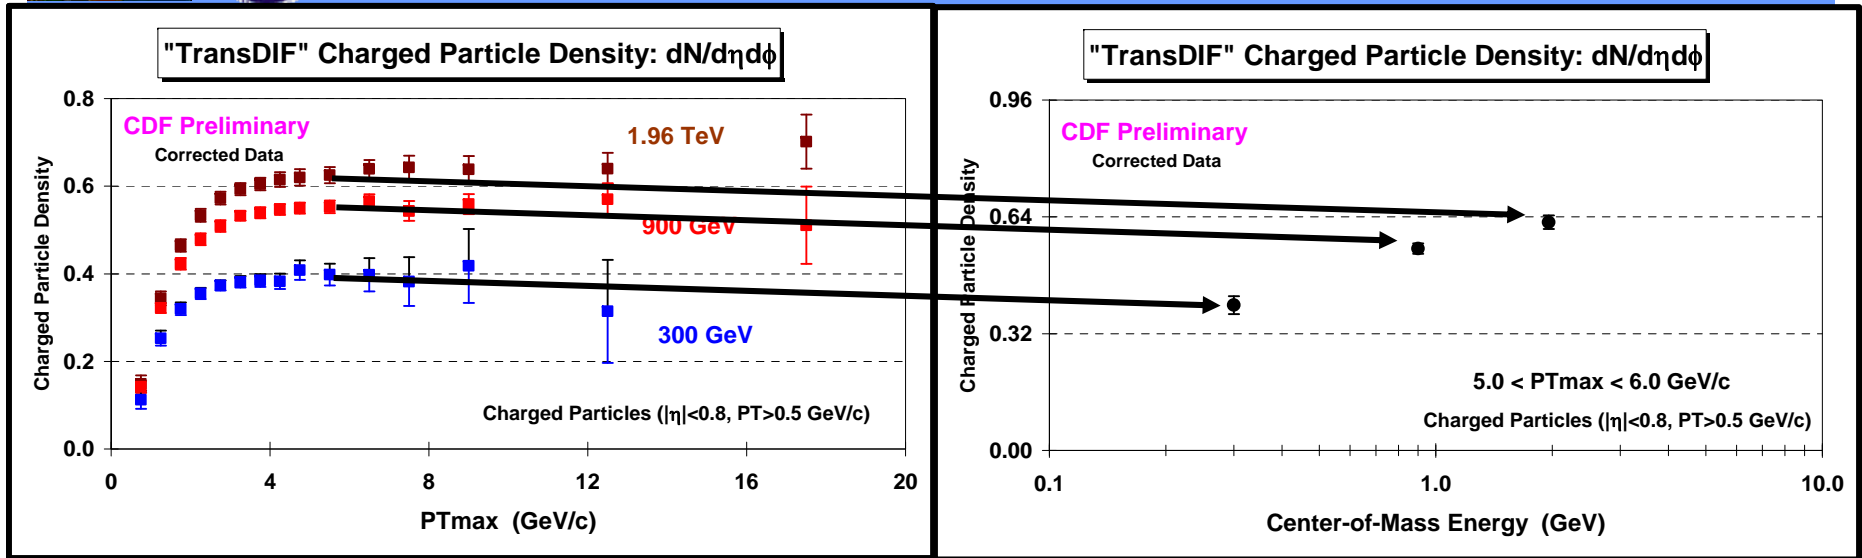 "TransDIF" Charged Particle Density: dN/dηdϕ
0.8
0.6
0.4
0.2
0.0
Charged Particle Density
CDF Preliminary
Corrected Data
1.96 TeV
900 GeV
300 GeV
Charged Particles (|η|<0.8, PT>0.5 GeV/c)
0 4 8 12 16 20
PTmax (GeV/c)
"TransDIF" Charged Particle Density: dN/dηdϕ
0.96
0.64
0.32
0.00
Charged Particle Density
CDF Preliminary
Corrected Data
5.0 < PTmax < 6.0 GeV/c
Charged Particles (|η|<0.8, PT>0.5 GeV/c)
0.1 1.0 10.0
Center-of-Mass Energy (GeV)